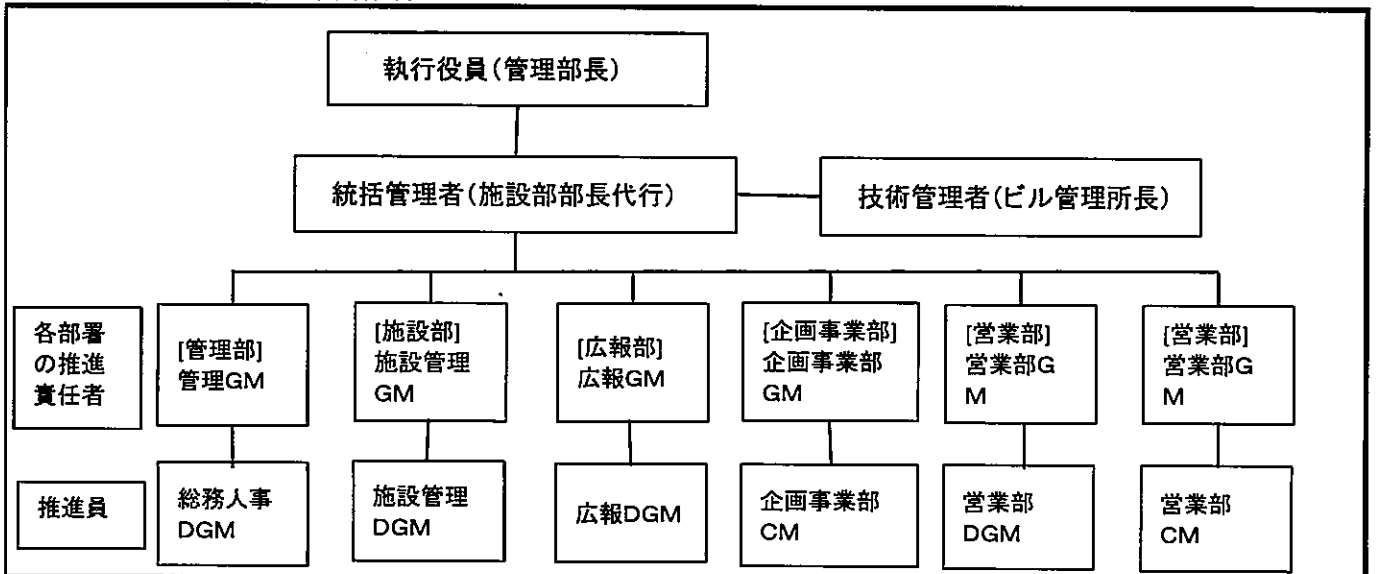 執行役員(管理部長)
統括管理者(施設部部長代行)
技術管理者(ビル管理所長)
各部署
の推進
責任者
[管理部]
管理GM
[施設部]
施設管理
GM
[広報部]
広報GM
[企画事業部]
企画事業部
GM
[営業部]
営業部G
M
[営業部]
営業部G
M
推進員
総務人事
DGM
施設管理
DGM
広報DGM
企画事業部
CM
営業部
DGM
営業部
CM